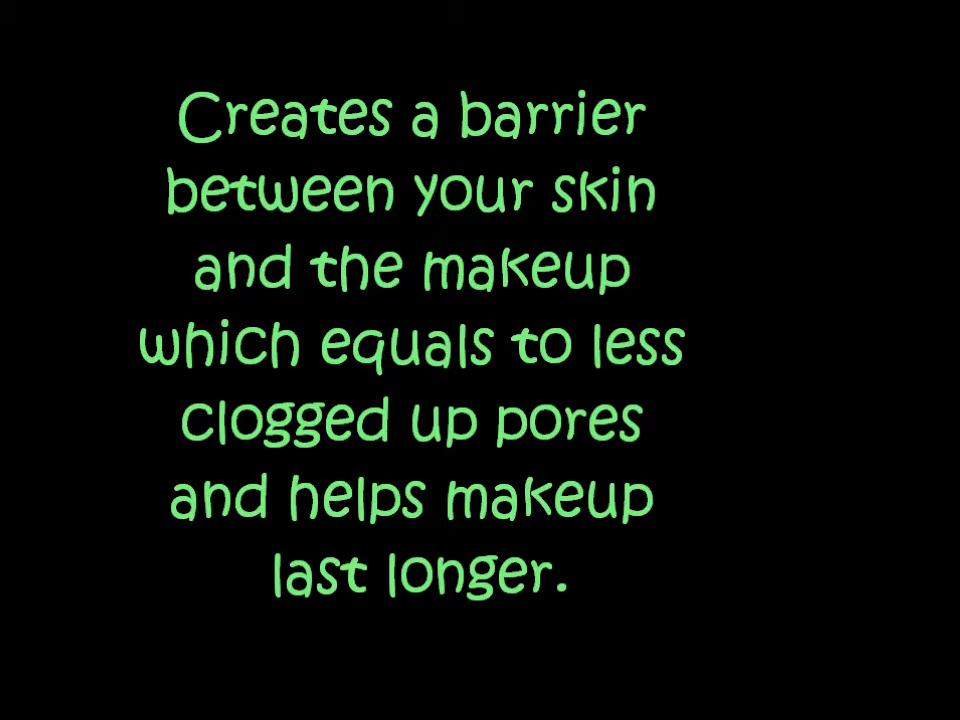 Creates a barrier
between your skin
and the makeup
which equals to less
clogged up pores
and helps makeup
last longer.